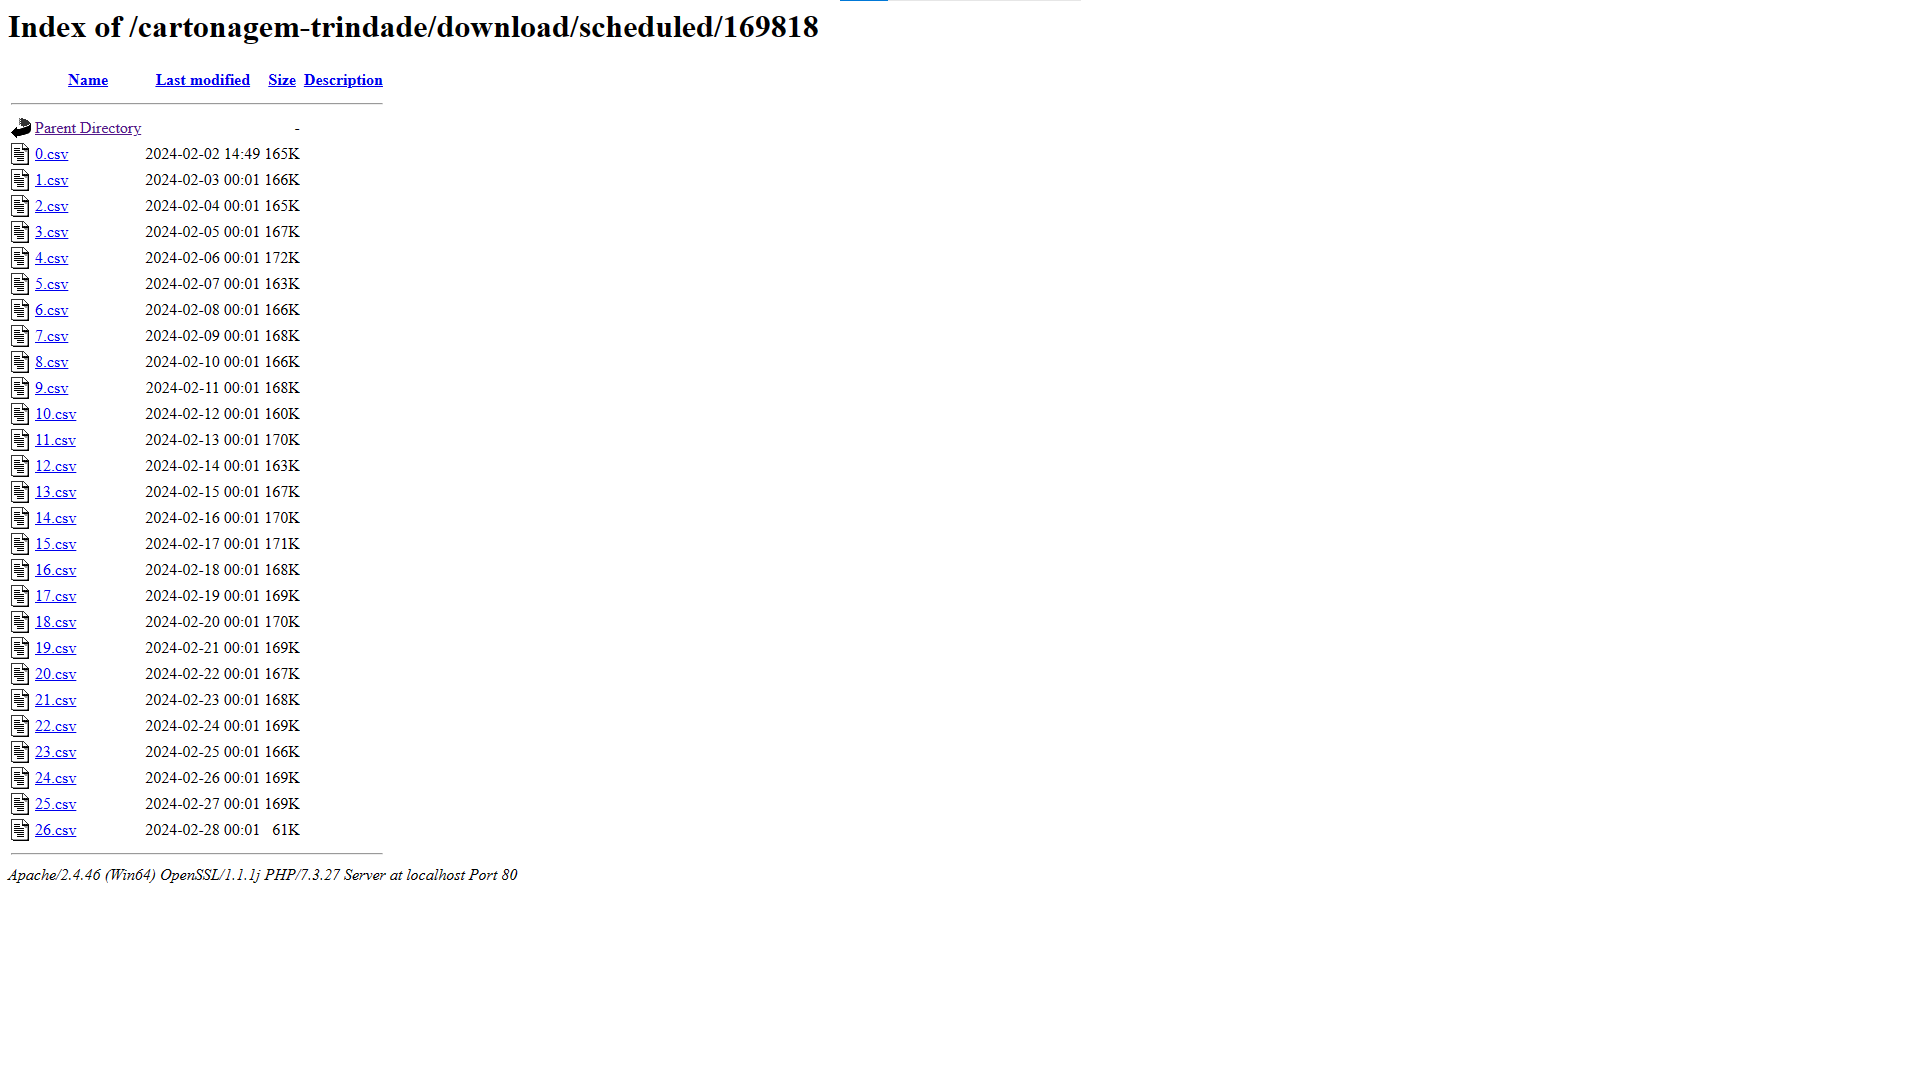 Index of /cartonagem-trindade/download/scheduled/169818
Name Last modified Size Description
Parent Directory -
0.csv 2024-02-02 14:49 165K
1.csv 2024-02-03 00:01 166K
2.csv 2024-02-04 00:01 165K
3.csv 2024-02-05 00:01 167K
4.csv 2024-02-06 00:01 172K
5.csv 2024-02-07 00:01 163K
6.csv 2024-02-08 00:01 166K
7.csv 2024-02-09 00:01 168K
8.csv 2024-02-10 00:01 166K
9.csv 2024-02-11 00:01 168K
10.csv 2024-02-12 00:01 160K
11.csv 2024-02-13 00:01 170K
12.csv 2024-02-14 00:01 163K
13.csv 2024-02-15 00:01 167K
14.csv 2024-02-16 00:01 170K
15.csv 2024-02-17 00:01 171K
16.csv 2024-02-18 00:01 168K
17.csv 2024-02-19 00:01 169K
18.csv 2024-02-20 00:01 170K
19.csv 2024-02-21 00:01 169K
20.csv 2024-02-22 00:01 167K
21.csv 2024-02-23 00:01 168K
22.csv 2024-02-24 00:01 169K
23.csv 2024-02-25 00:01 166K
24.csv 2024-02-26 00:01 169K
25.csv 2024-02-27 00:01 169K
26.csv 2024-02-28 00:01 61K
Apache/2.4.46 (Win64) OpenSSL/1.1.1j PHP/7.3.27 Server at localhost Port 80